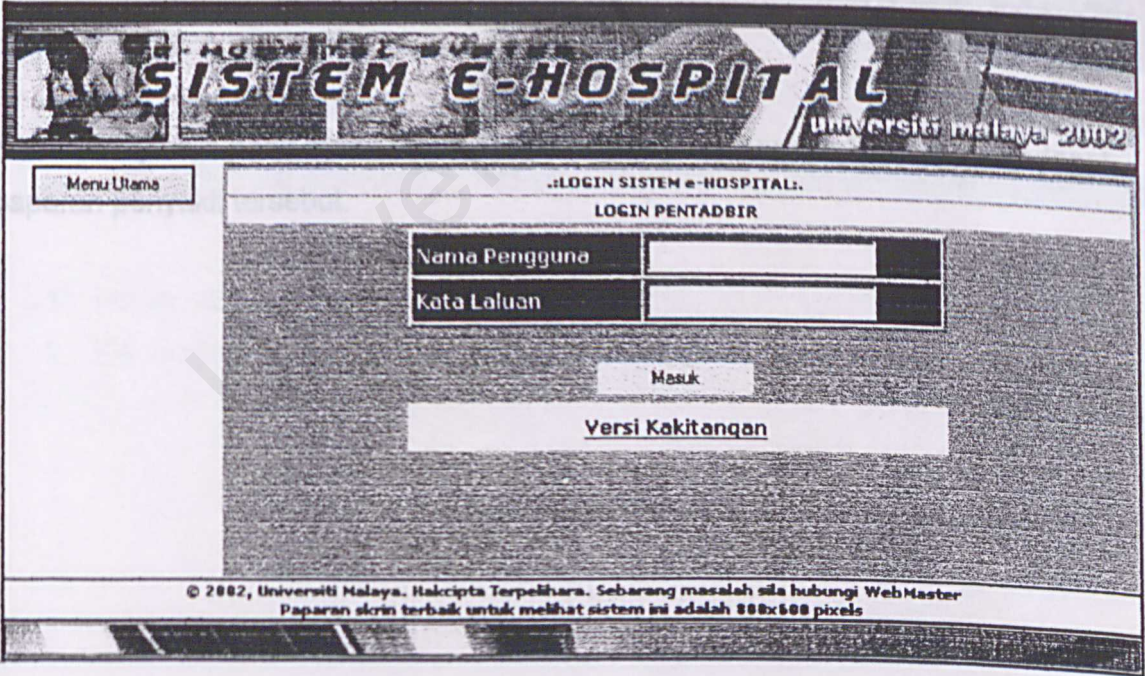 E-HOSPITAL SYSTEM
SISTEM E-HOSPITAL
universiti malaya 2002
Menu Utama
.:LOGIN SISTEM e-HOSPITAL:.
LOGIN PENTADBIR
Nama Pengguna
Kata Laluan
Masuk
Versi Kakitangan
© 2002, Universiti Malaya. Hakcipta Terpelihara. Sebarang masalah sila hubungi WebMaster
Paparan skrin terbaik untuk melihat sistem ini adalah 800x600 pixels